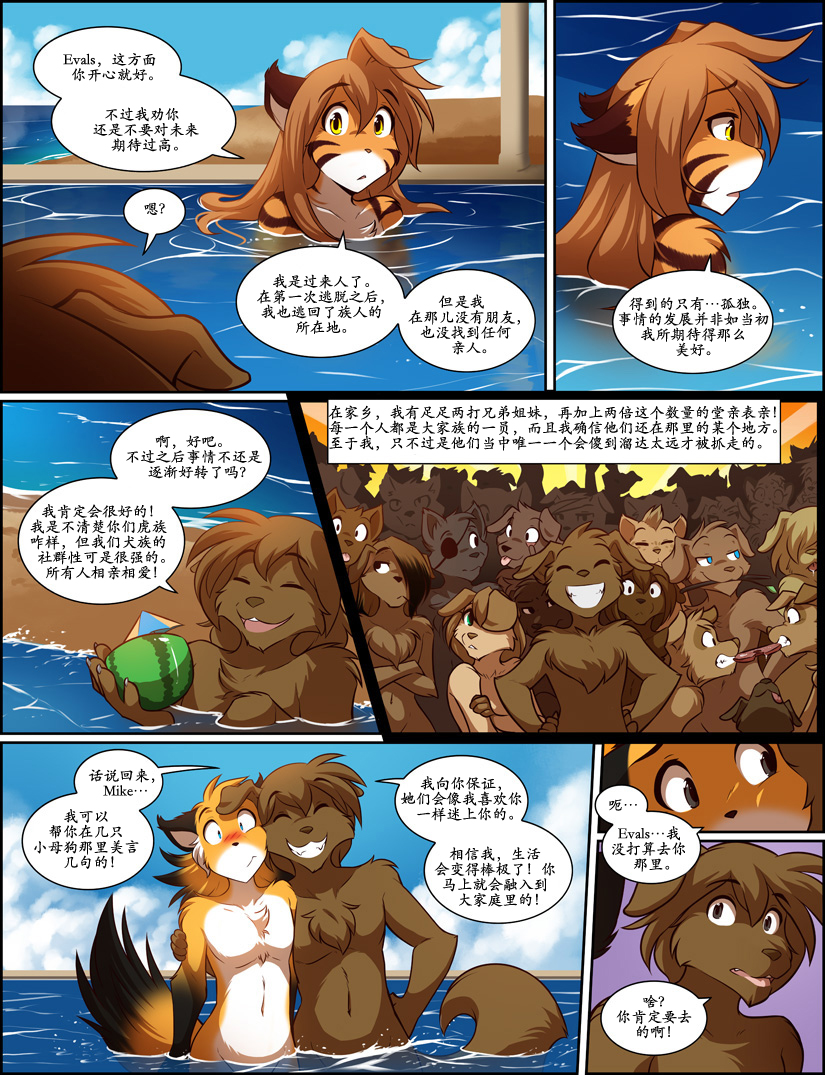 Evals，这方面
你开心就好。
不过我劝你
还是不要对未来
期待过高。
嗯？
我是过来人了。
在第一次逃脱之后，
我也逃回了族人的
所在地。
但是我
在那儿没有朋友，
也没找到任何
亲人。
得到的只有…孤独。
事情的发展并非如当初
我所期待得那么
美好。
啊，好吧。
不过之后事情不还是
逐渐好转了吗？
我肯定会很好的！
我是不清楚你们虎族
咋样，但我们犬族的
社群性可是很强的。
所有人相亲相爱！
在家乡，我有足足两打兄弟姐妹，再加上两倍这个数量的堂亲表亲！
每一个人都是大家族的一员，而且我确信他们还在那里的某个地方。
至于我，只不过是他们当中唯一一个会傻到溜达太远才被抓走的。
话说回来，
Mike…
我可以
帮你在几只
小母狗那里美言
几句的！
我向你保证，
她们会像我喜欢你
一样迷上你的。
相信我，生活
会变得棒极了！你
马上就会融入到
大家庭里的！
呃…
Evals…我
没打算去你
那里。
啥？
你肯定要去
的啊！